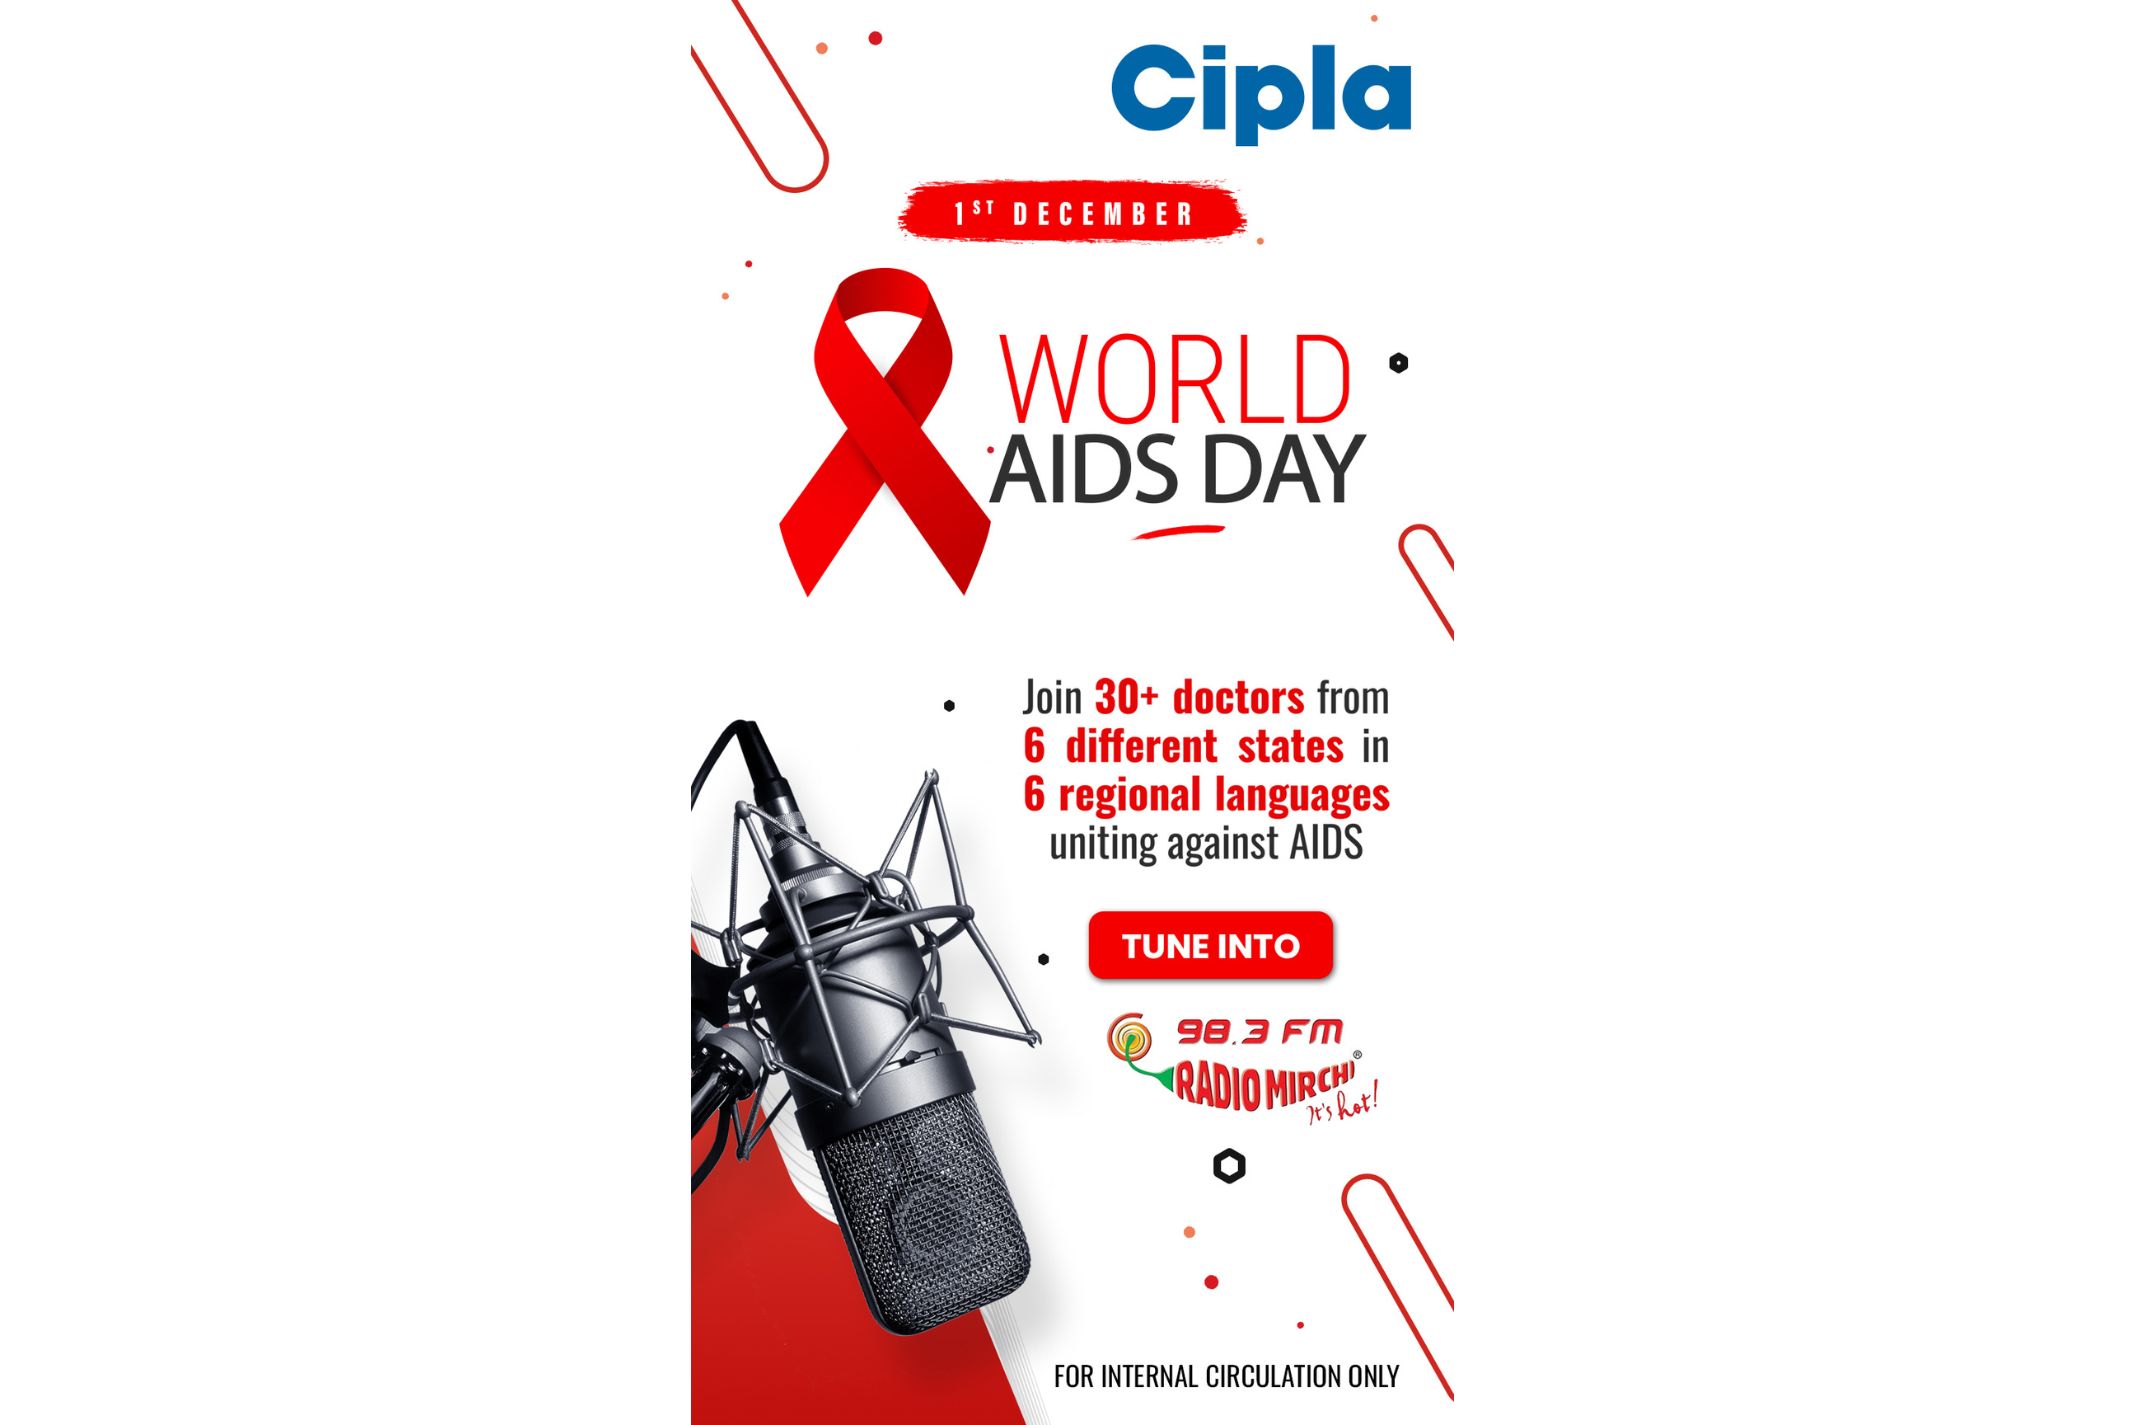 Cipla
1ST DECEMBER
WORLD
AIDS DAY
Join 30+ doctors from
6 different states in
6 regional languages
uniting against AIDS
TUNE INTO
98.3 FM
RADIO MIRCHI®
It's hot!
FOR INTERNAL CIRCULATION ONLY